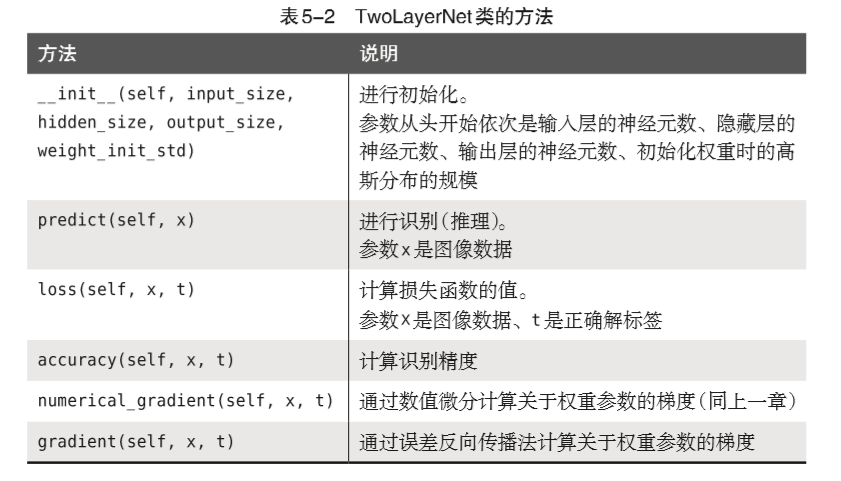 表5-2 TwoLayerNet类的方法
方法 说明
__init__(self, input_size, 进行初始化。
hidden_size, output_size, 参数从头开始依次是输入层的神经元数、隐藏层的
weight_init_std) 神经元数、输出层的神经元数、初始化权重时的高
斯分布的规模
predict(self, x) 进行识别(推理)。
参数x是图像数据
loss(self, x, t) 计算损失函数的值。
参数X是图像数据、t是正确解标签
accuracy(self, x, t) 计算识别精度
numerical_gradient(self, x, t) 通过数值微分计算关于权重参数的梯度(同上一章)
gradient(self, x, t) 通过误差反向传播法计算关于权重参数的梯度